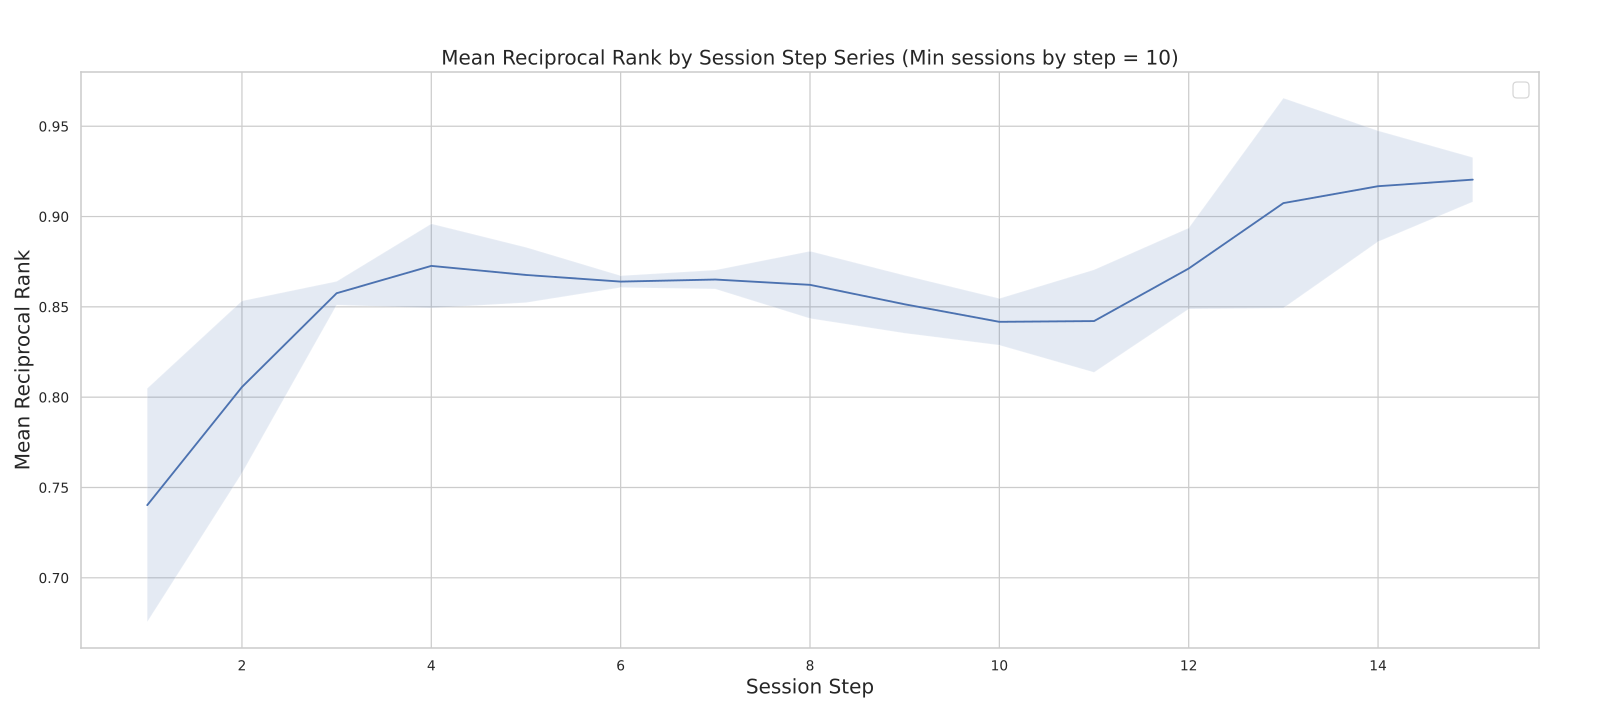 Mean Reciprocal Rank by Session Step Series (Min sessions by step = 10)
Mean Reciprocal Rank
0.95
0.90
0.85
0.80
0.75
0.70
2 4 6 8 10 12 14
Session Step